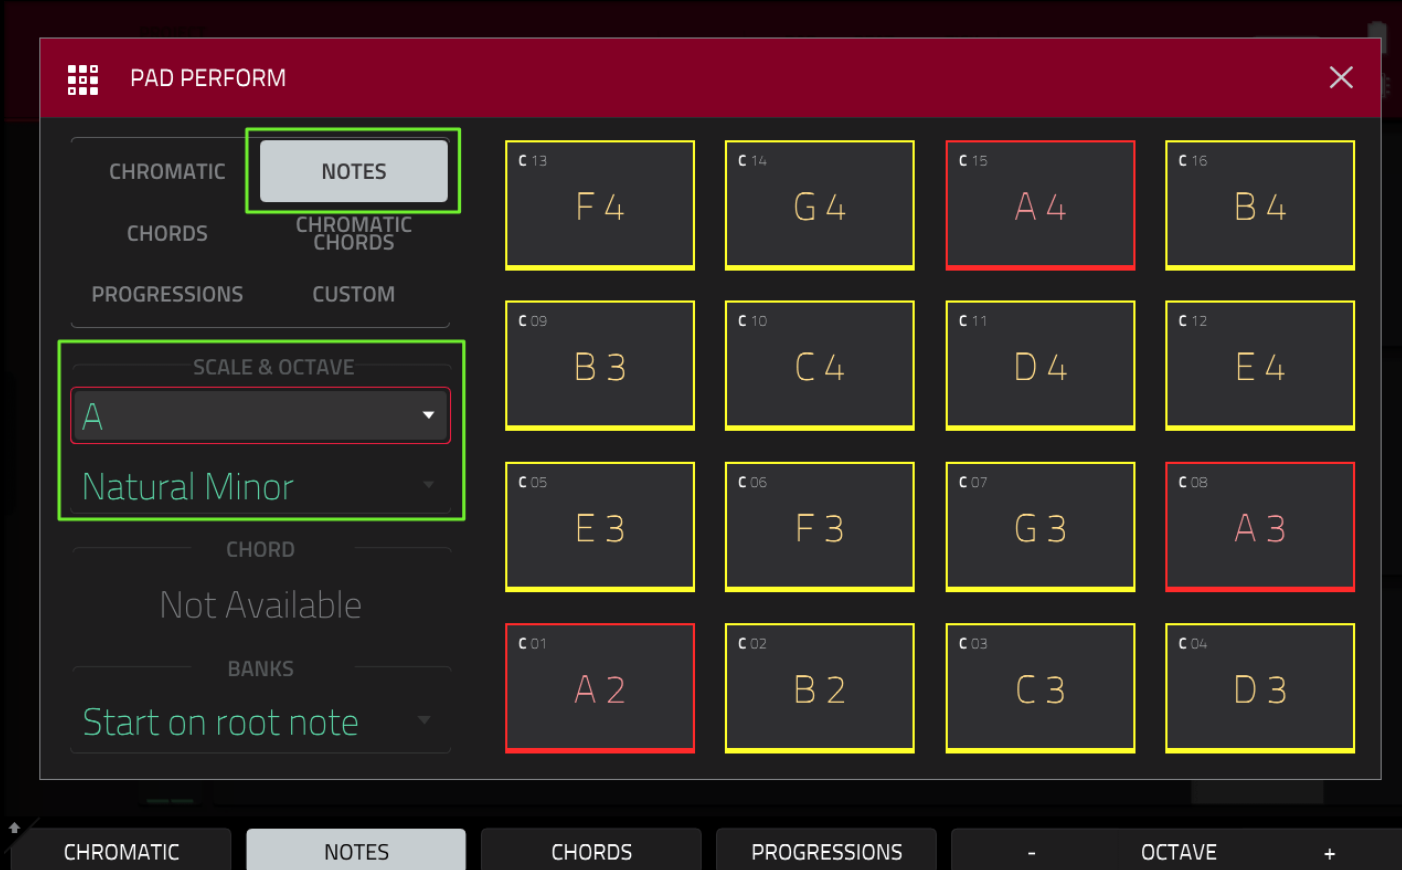 PAD PERFORM
CHROMATIC
NOTES
CHORDS
CHROMATIC
CHORDS
PROGRESSIONS
CUSTOM
SCALE & OCTAVE
A
Natural Minor
CHORD
Not Available
BANKS
Start on root note
C 13
F 4
C 14
G 4
C 15
A 4
C 16
B 4
C 09
B 3
C 10
C 4
C 11
D 4
C 12
E 4
C 05
E 3
C 06
F 3
C 07
G 3
C 08
A 3
C 01
A 2
C 02
B 2
C 03
C 3
C 04
D 3
CHROMATIC
NOTES
CHORDS
PROGRESSIONS
- OCTAVE +